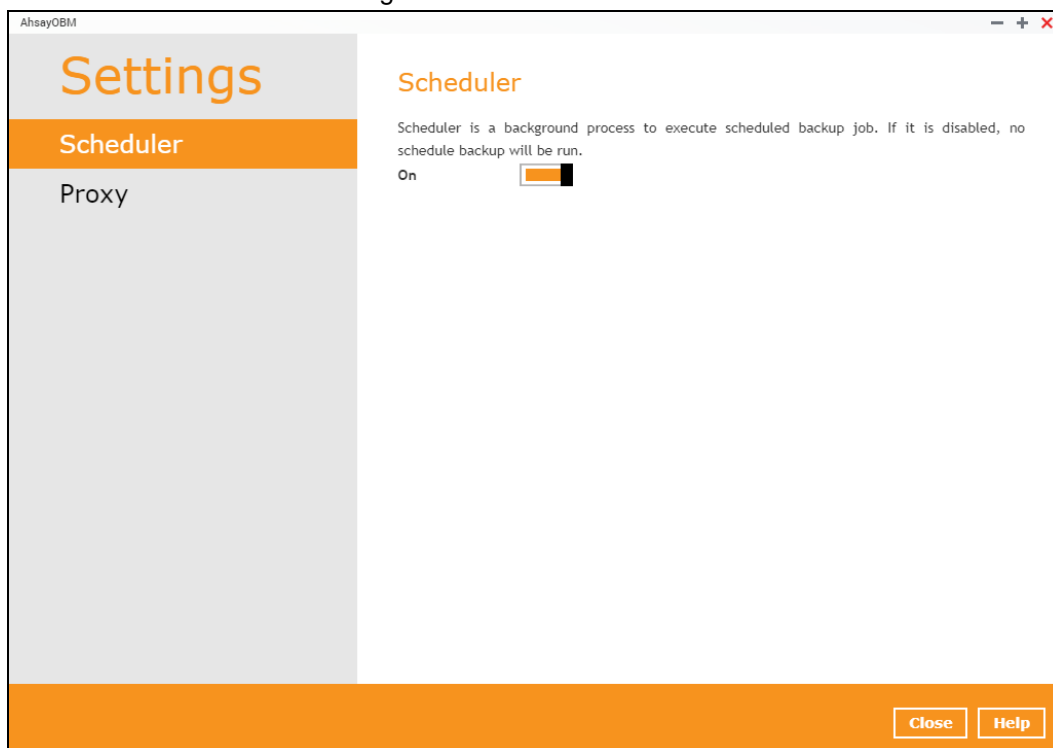 AhsayOBM
Settings
Scheduler
Proxy
Scheduler
Scheduler is a background process to execute scheduled backup job. If it is disabled, no
schedule backup will be run.
On
Close
Help